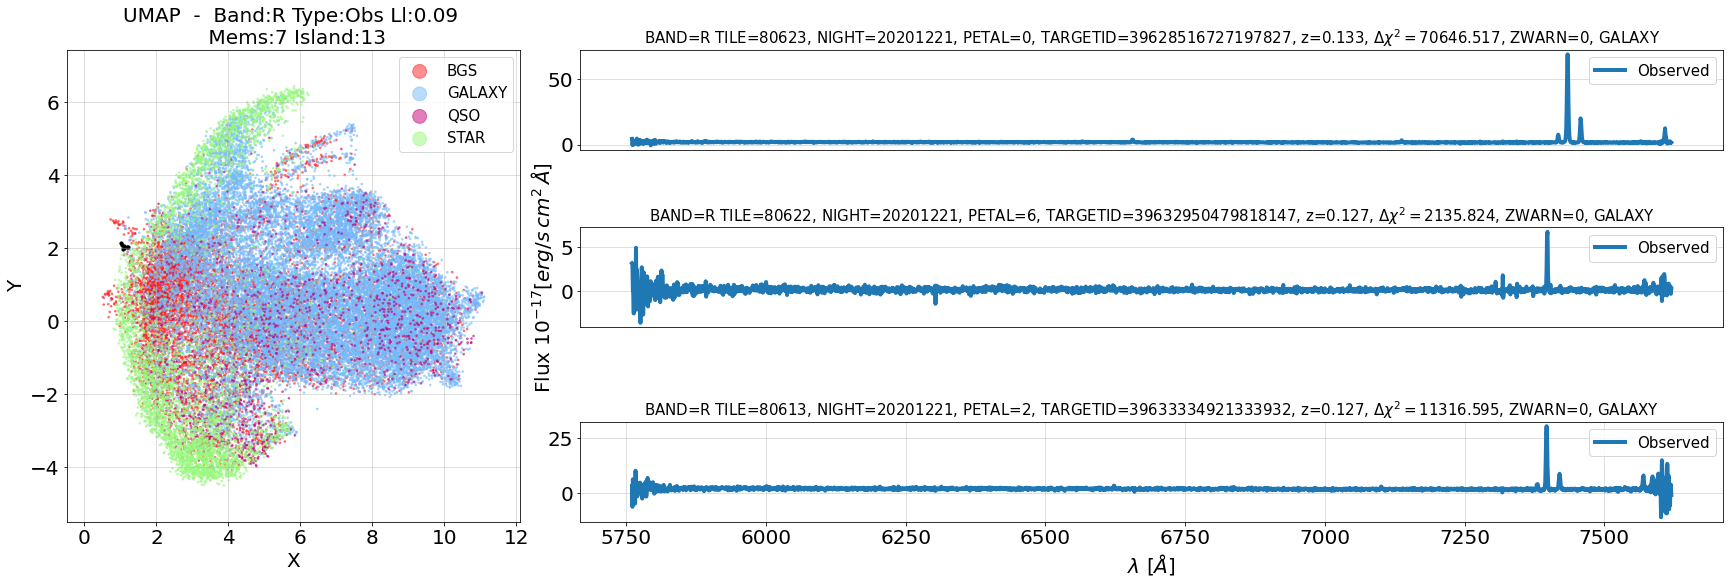 UMAP - Band:R Type:Obs Ll:0.09
Mems:7 Island:13
BGS
GALAXY
QSO
STAR
6
4
2
0
−2
−4
Y
0
2
4
6
8
10
12
X
BAND=R TILE=80623, NIGHT=20201221, PETAL=0, TARGETID=39628516727197827, z=0.133, Δχ² = 70646.517, ZWARN=0, GALAXY
Observed
50
0
BAND=R TILE=80622, NIGHT=20201221, PETAL=6, TARGETID=39632950479818147, z=0.127, Δχ² = 2135.824, ZWARN=0, GALAXY
Observed
5
0
Flux 10⁻¹⁷[erg/s cm² Å]
BAND=R TILE=80613, NIGHT=20201221, PETAL=2, TARGETID=39633334921333932, z=0.127, Δχ² = 11316.595, ZWARN=0, GALAXY
Observed
25
0
5750
6000
6250
6500
6750
7000
7250
7500
λ [Å]